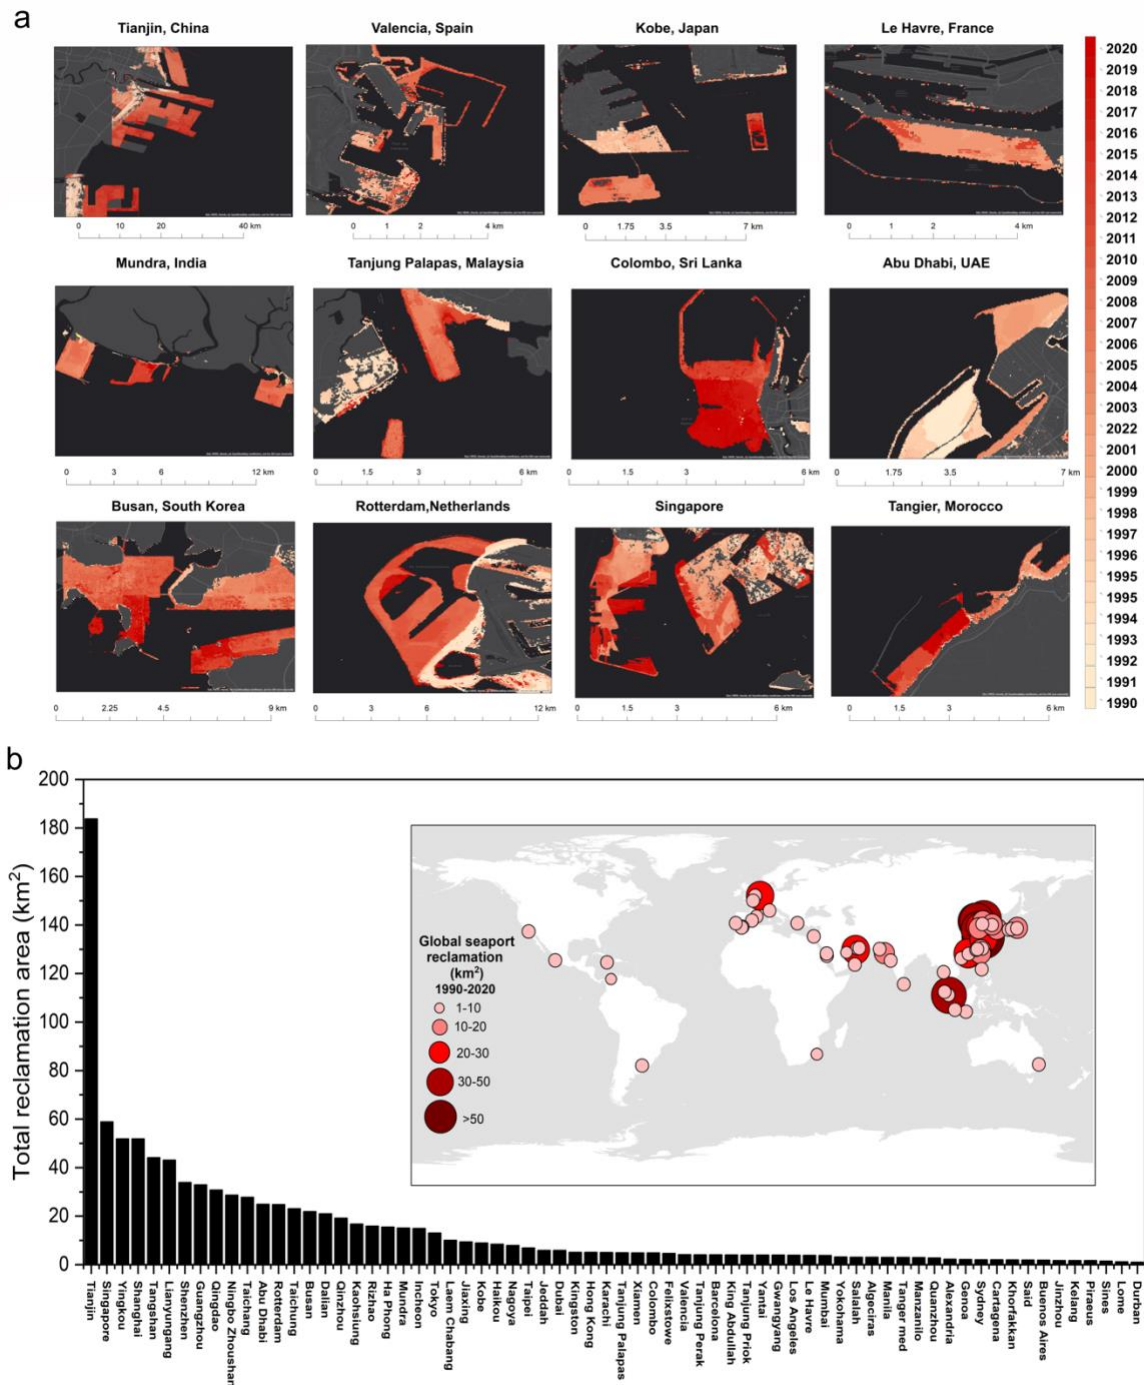 a
Tianjin, China
Valencia, Spain
Kobe, Japan
Le Havre, France
0 10 20 40 km
0 2 4 km
0 1.75 3.5 7 km
0 1 2 4 km
Mundra, India
Tanjung Palapas, Malaysia
Colombo, Sri Lanka
Abu Dhabi, UAE
0 3 6 12 km
0 1.5 3 6 km
0 3 6 km
0 1.75 3.5 7 km
Busan, South Korea
Rotterdam,Netherlands
Singapore
Tangier, Morocco
0 2.25 4.5 9 km
0 3 6 12 km
0 1.5 3 6 km
0 1.5 3 6 km
2020
2019
2018
2017
2016
2015
2014
2013
2012
2011
2010
2009
2008
2007
2006
2005
2004
2003
2022
2001
2000
1999
1998
1997
1996
1995
1995
1994
1993
1992
1991
1990
b
Total reclamation area (km²)
200
180
160
140
120
100
80
60
40
20
0
Global seaport
reclamation
(km²)
1990-2020
1-10
10-20
20-30
30-50
>50
Tianjin
Singapore
Yingkou
Shanghai
Tangshan
Lianyungang
Shenzhen
Guangzhou
Qingdao
Ningbo Zhoushan
Taichang
Abu Dhabi
Rotterdam
Taichung
Busan
Dalian
Qinzhou
Kaohsiung
Rizhao
Ha Phong
Mundra
Incheon
Tokyo
Laem Chabang
Jiaxing
Kobe
Haikou
Nagoya
Taipei
Jeddah
Dubai
Kingston
Hong Kong
Karachi
Tanjung Palapas
Xiamen
Colombo
Felixstowe
Valencia
Tanjung Perak
Barcelona
King Abdullah
Tanjung Priok
Yantai
Gwangyang
Los Angeles
Le Havre
Mumbai
Yokohama
Salalah
Algeciras
Manila
Tanger med
Manzanilo
Quanzhou
Alexandria
Genoa
Sydney
Cartagena
Khorfakkan
Said
Buenos Aires
Jinzhou
Kelang
Piraeus
Sines
Lome
Durban